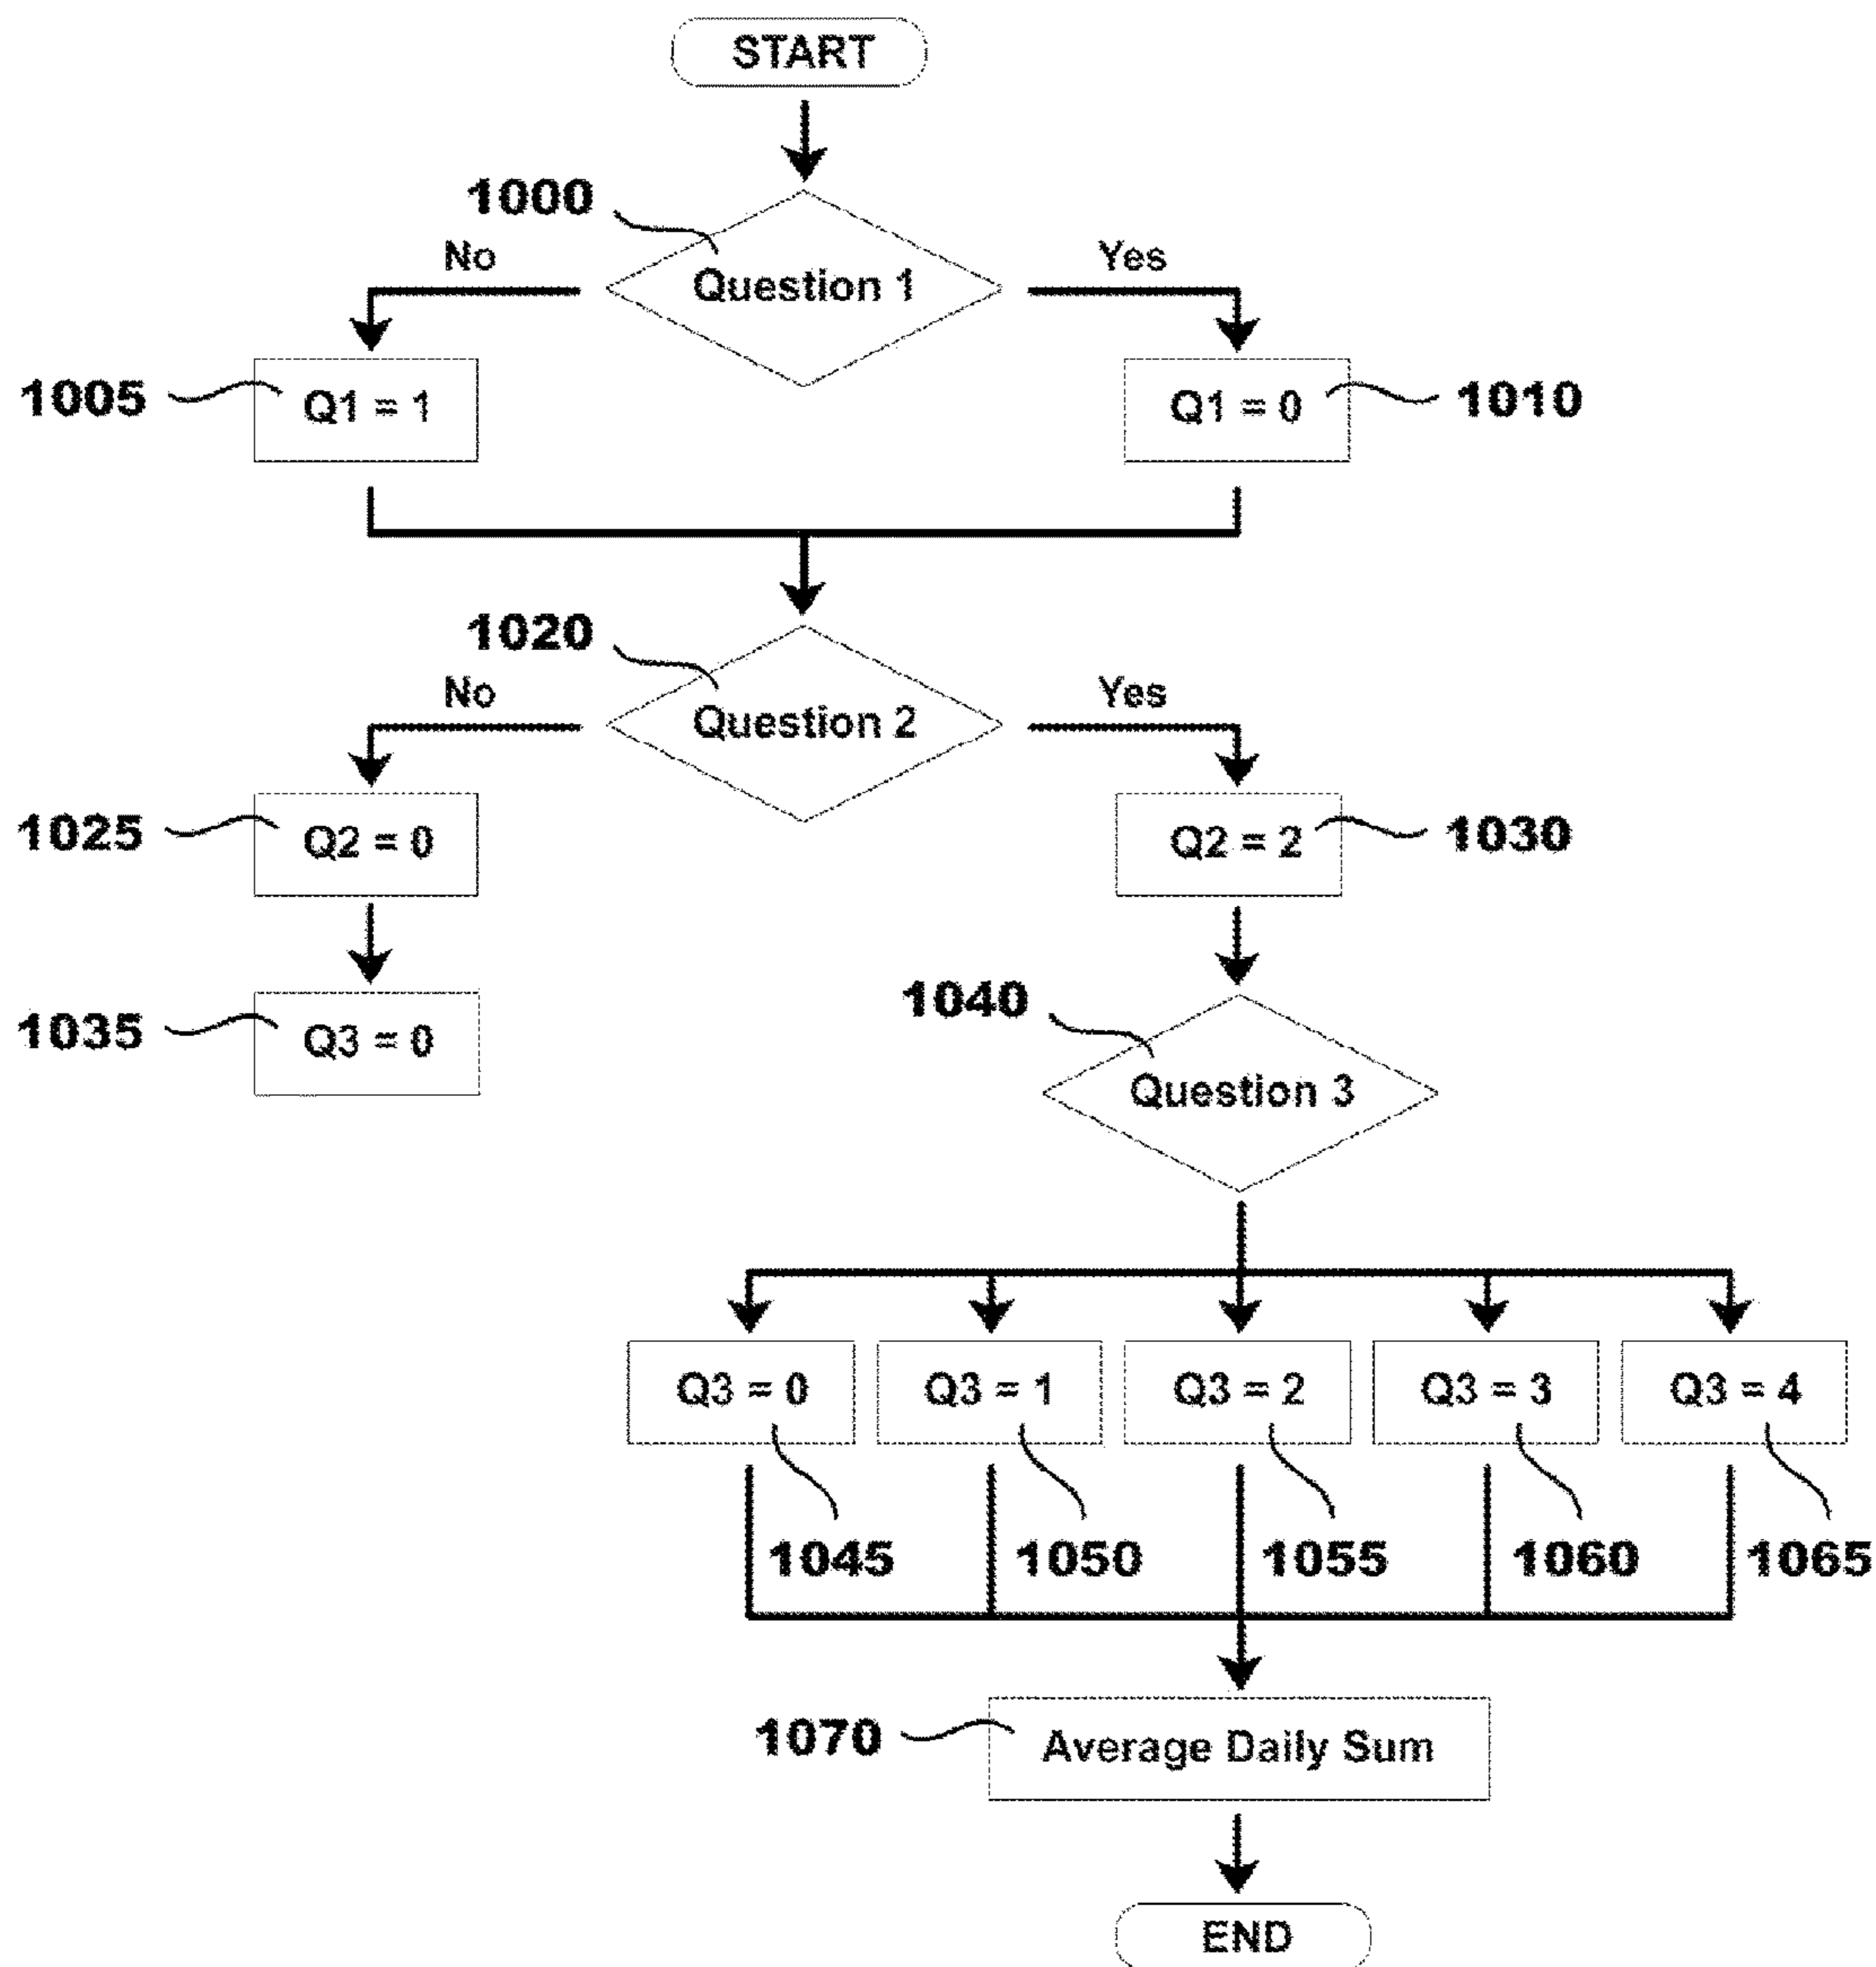 START
1000
No
Yes
Question 1
1005
Q1 = 1
Q1 = 0
1010
1020
No
Yes
Question 2
1025
Q2 = 0
Q2 = 2
1030
1040
1035
Q3 = 0
Question 3
Q3 = 0
Q3 = 1
Q3 = 2
Q3 = 3
Q3 = 4
1045
1050
1055
1060
1065
1070
Average Daily Sum
END